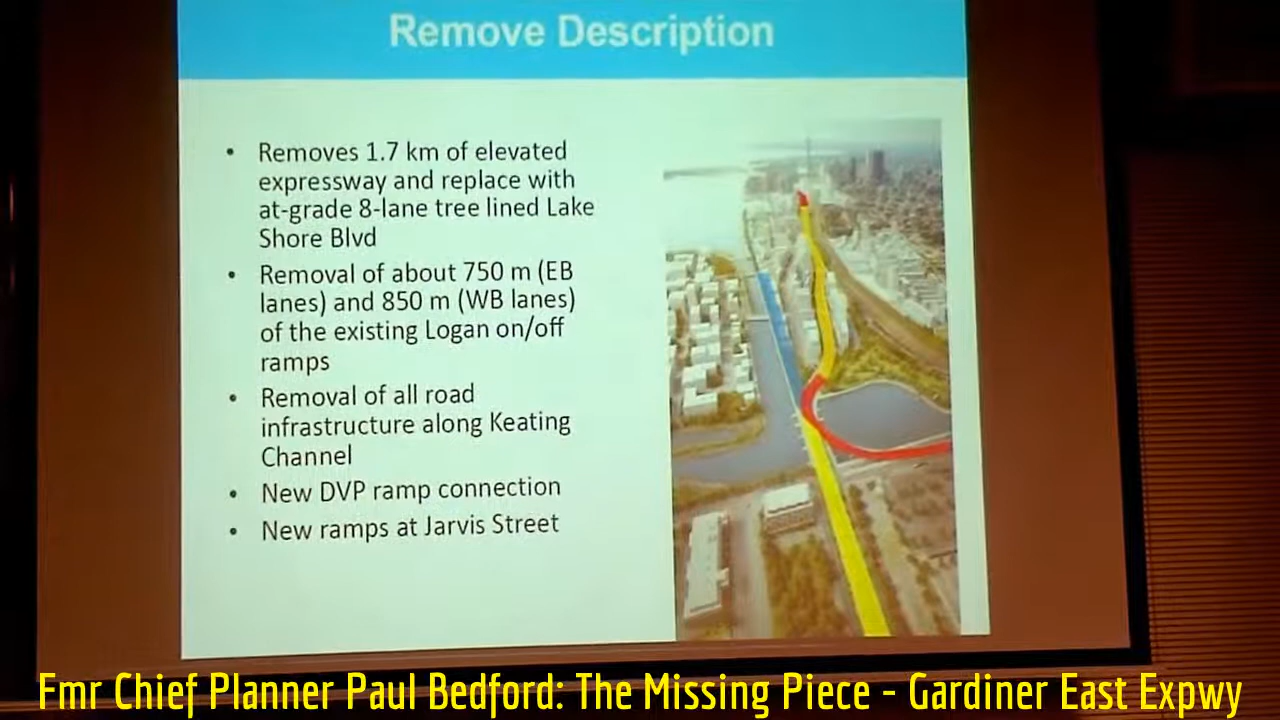 Remove Description
• Removes 1.7 km of elevated
expressway and replace with
at-grade 8-lane tree lined Lake
Shore Blvd
• Removal of about 750 m (EB
lanes) and 850 m (WB lanes)
of the existing Logan on/off
ramps
• Removal of all road
infrastructure along Keating
Channel
• New DVP ramp connection
• New ramps at Jarvis Street
Fmr Chief Planner Paul Bedford: The Missing Piece - Gardiner East Expwy